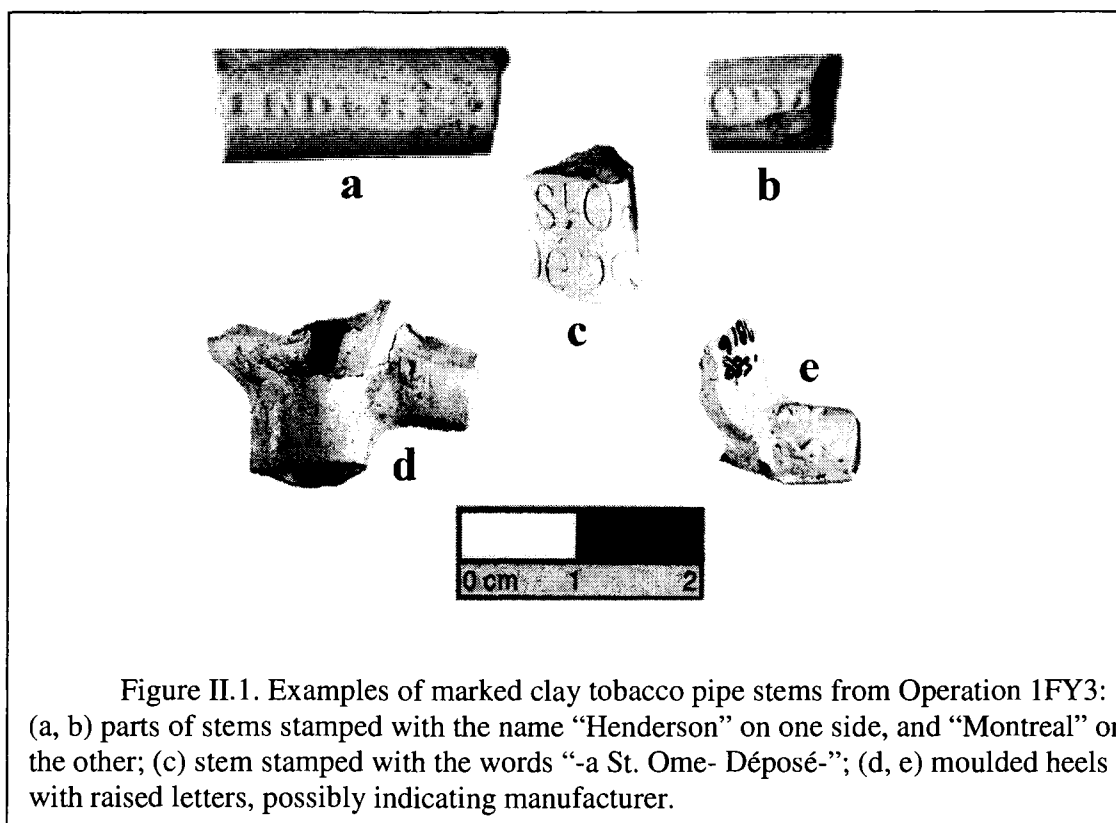 a
b
c
d
e
0 cm 1 2
Figure II.1. Examples of marked clay tobacco pipe stems from Operation 1FY3:
(a, b) parts of stems stamped with the name “Henderson” on one side, and “Montreal” on
the other; (c) stem stamped with the words “-a St. Ome- Déposé-”; (d, e) moulded heels
with raised letters, possibly indicating manufacturer.